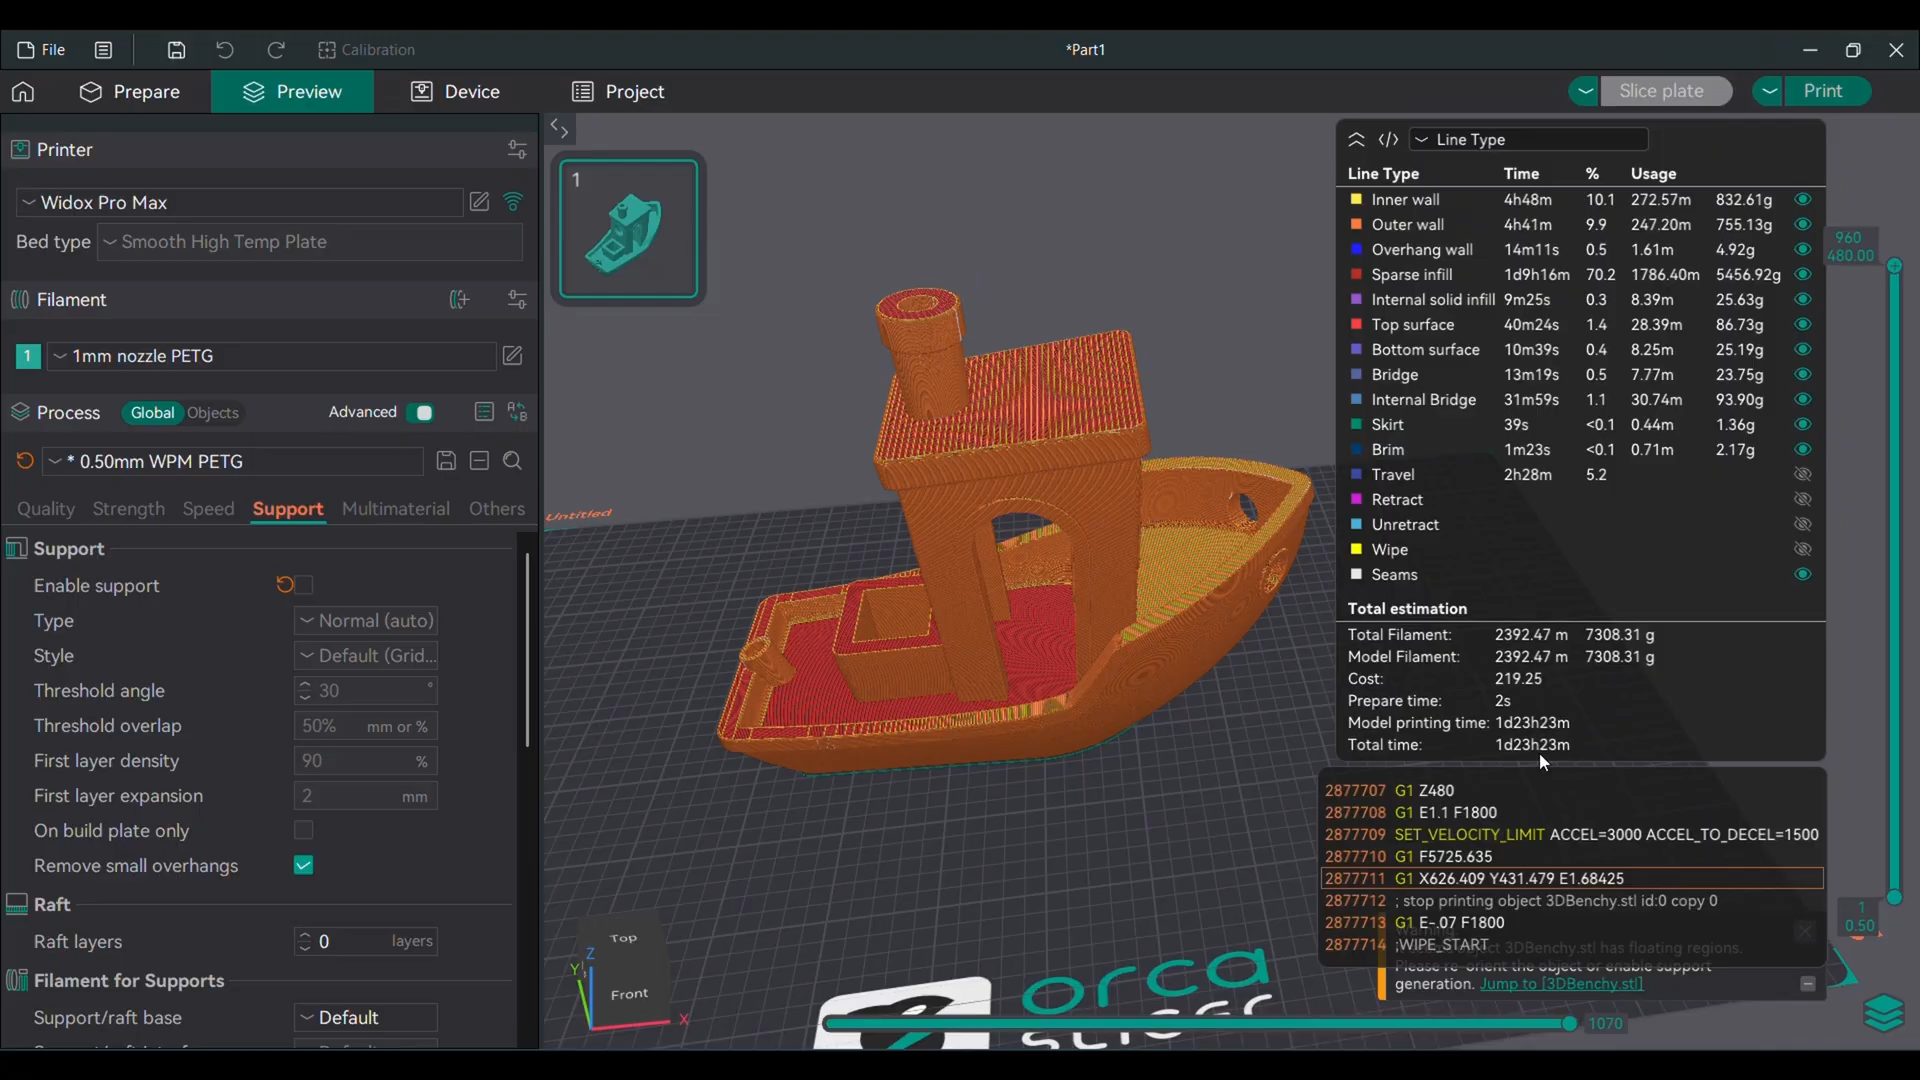 File
Calibration
*Part1
Prepare
Preview
Device
Project
Slice plate
Print
Printer
Widox Pro Max
Bed type
Smooth High Temp Plate
Filament
1
1mm nozzle PETG
Process
Global
Objects
Advanced
* 0.50mm WPM PETG
Quality
Strength
Speed
Support
Multimaterial
Others
Support
Enable support
Type
Normal (auto)
Style
Default (Grid...
Threshold angle
30 °
Threshold overlap
50% mm or %
First layer density
90 %
First layer expansion
2 mm
On build plate only
Remove small overhangs
Raft
Raft layers
0 layers
Filament for Supports
Support/raft base
Default
1
Untitled
Top
Front
Z
Y
X
orca
SLICER
1070
Line Type
Line Type Time % Usage
Inner wall 4h48m 10.1 272.57m 832.61g
Outer wall 4h41m 9.9 247.20m 755.13g
Overhang wall 14m11s 0.5 1.61m 4.92g
Sparse infill 1d9h16m 70.2 1786.40m 5456.92g
Internal solid infill 9m25s 0.3 8.39m 25.63g
Top surface 40m24s 1.4 28.39m 86.73g
Bottom surface 10m39s 0.4 8.25m 25.19g
Bridge 13m19s 0.5 7.77m 23.75g
Internal Bridge 31m59s 1.1 30.74m 93.90g
Skirt 39s <0.1 0.44m 1.36g
Brim 1m23s <0.1 0.71m 2.17g
Travel 2h28m 5.2
Retract
Unretract
Wipe
Seams
Total estimation
Total Filament: 2392.47 m 7308.31 g
Model Filament: 2392.47 m 7308.31 g
Cost: 219.25
Prepare time: 2s
Model printing time: 1d23h23m
Total time: 1d23h23m
960
480.00
2877707 G1 Z480
2877708 G1 E1.1 F1800
2877709 SET_VELOCITY_LIMIT ACCEL=3000 ACCEL_TO_DECEL=1500
2877710 G1 F5725.635
2877711 G1 X626.409 Y431.479 E1.68425
2877712 ; stop printing object 3DBenchy.stl id:0 copy 0
2877713 G1 E-.07 F1800
2877714 ;WIPE_START
object 3DBenchy.stl has floating regions.
Please re-orient the object or enable support
generation. Jump to [3DBenchy.stl]
1
0.50